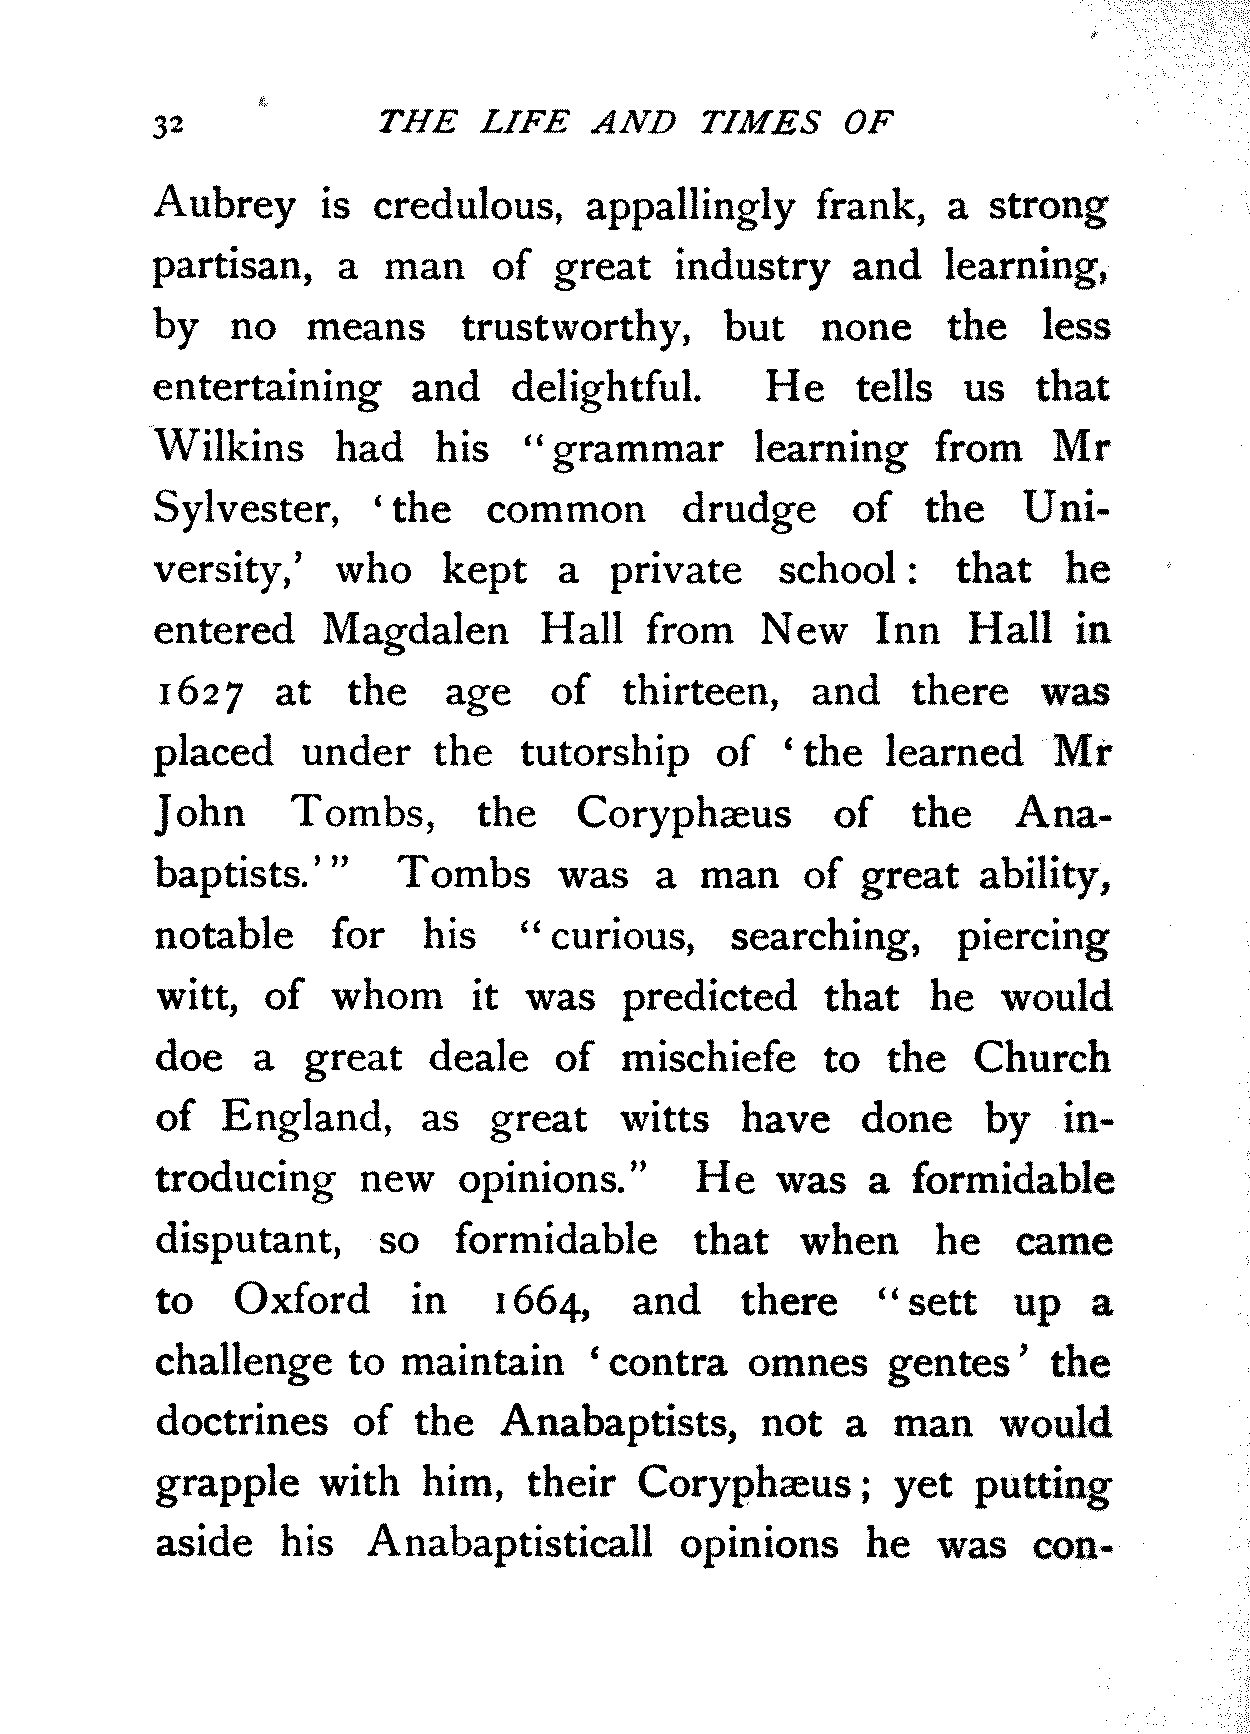 32 THE LIFE AND TIMES OF
Aubrey is credulous, appallingly frank, a strong
partisan, a man of great industry and learning,
by no means trustworthy, but none the less
entertaining and delightful. He tells us that
Wilkins had his “grammar learning from Mr
Sylvester, ‘the common drudge of the Uni-
versity,’ who kept a private school: that he
entered Magdalen Hall from New Inn Hall in
1627 at the age of thirteen, and there was
placed under the tutorship of ‘the learned Mr
John Tombs, the Coryphæus of the Ana-
baptists.’” Tombs was a man of great ability,
notable for his “curious, searching, piercing
witt, of whom it was predicted that he would
doe a great deale of mischiefe to the Church
of England, as great witts have done by in-
troducing new opinions.” He was a formidable
disputant, so formidable that when he came
to Oxford in 1664, and there “sett up a
challenge to maintain ‘contra omnes gentes’ the
doctrines of the Anabaptists, not a man would
grapple with him, their Coryphæus; yet putting
aside his Anabaptisticall opinions he was con-